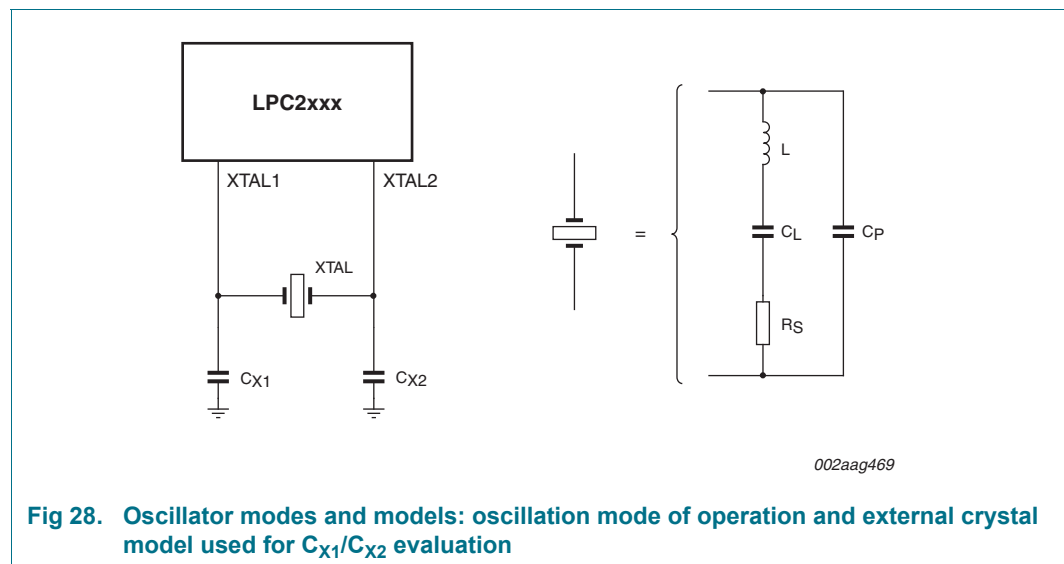 LPC2xxx
XTAL1
XTAL2
XTAL
CX1
CX2
=
L
CL
CP
RS
002aag469
Fig 28. Oscillator modes and models: oscillation mode of operation and external crystal
model used for CX1/CX2 evaluation